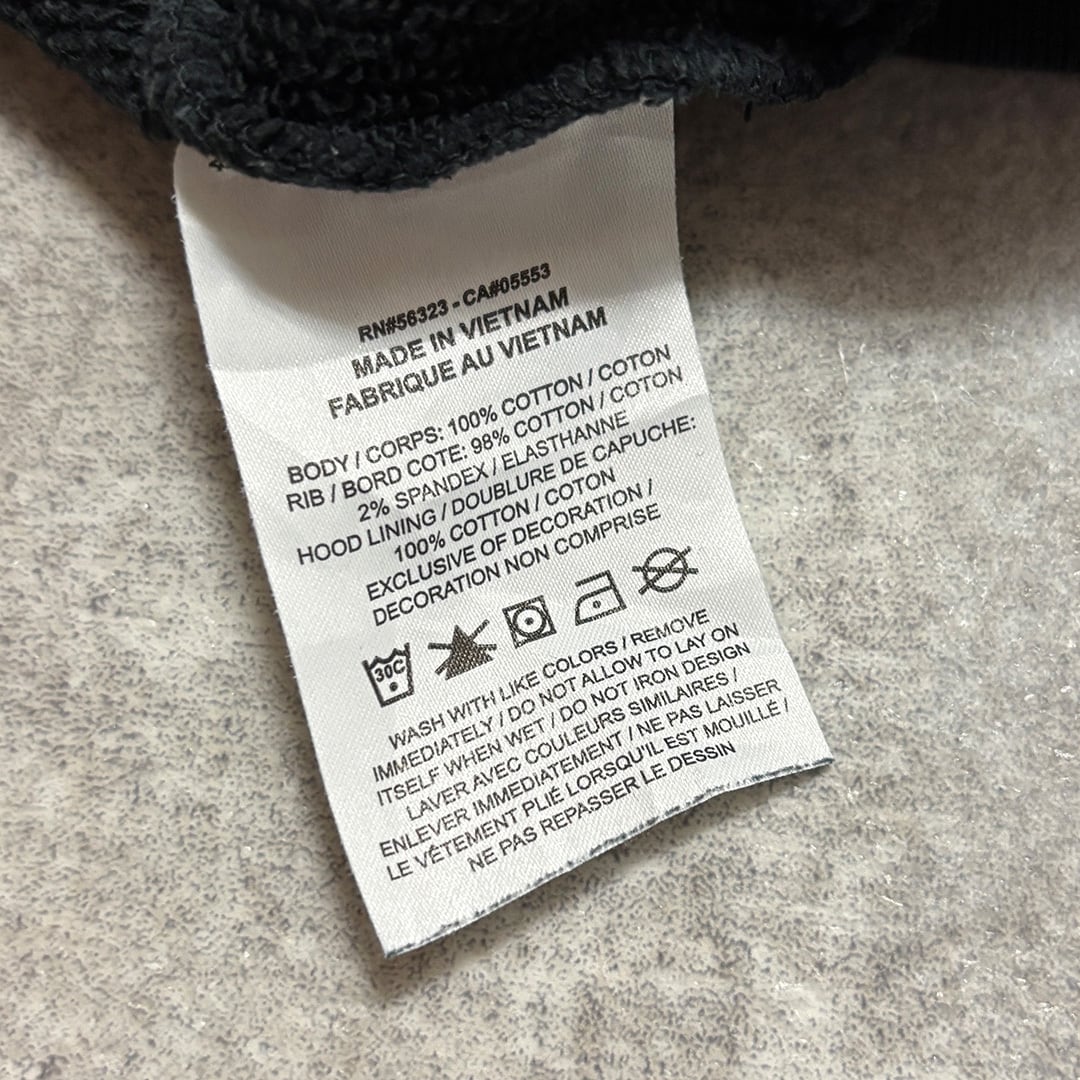 RN#56323 - CA#05553
MADE IN VIETNAM
FABRIQUE AU VIETNAM
BODY / CORPS: 100% COTTON / COTON
RIB / BORD COTE: 98% COTTON / COTON
2% SPANDEX / ELASTHANNE
HOOD LINING / DOUBLURE DE CAPUCHE:
100% COTTON / COTON
EXCLUSIVE OF DECORATION /
DECORATION NON COMPRISE
30C
WASH WITH LIKE COLORS / REMOVE
IMMEDIATELY / DO NOT ALLOW TO LAY ON
ITSELF WHEN WET / DO NOT IRON DESIGN
LAVER AVEC COULEURS SIMILAIRES /
ENLEVER IMMEDIATEMENT / NE PAS LAISSER
LE VÊTEMENT PLIÉ LORSQU'IL EST MOUILLÉ /
NE PAS REPASSER LE DESSIN